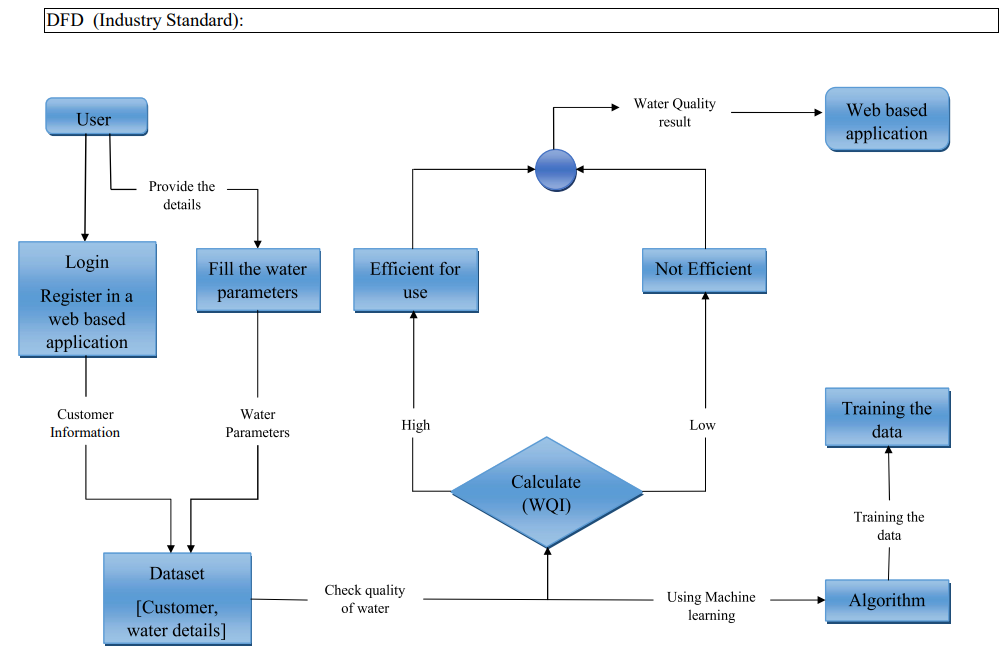 DFD (Industry Standard):
User
Provide the
details
Login
Register in a
web based
application
Fill the water
parameters
Customer
Information
Water
Parameters
Dataset
[Customer,
water details]
Check quality
of water
Calculate
(WQI)
High
Low
Efficient for
use
Not Efficient
Water Quality
result
Web based
application
Using Machine
learning
Algorithm
Training the
data
Training the
data